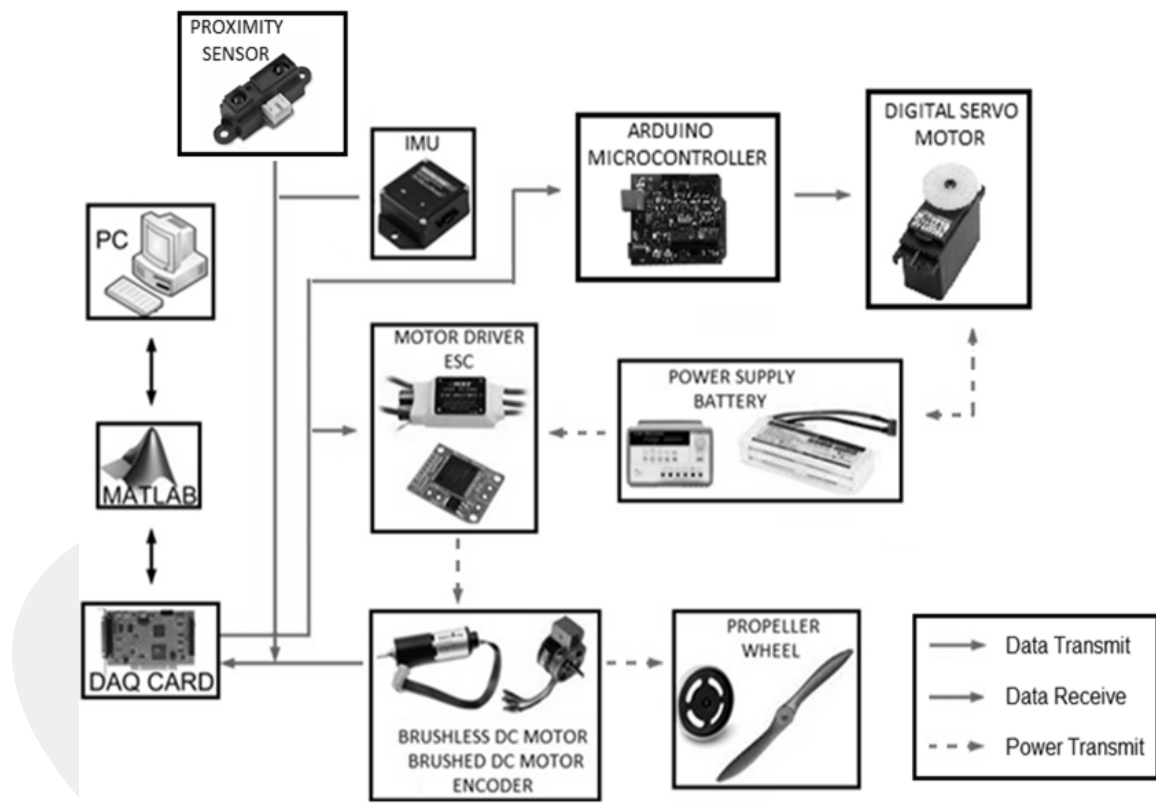 PROXIMITY
SENSOR
IMU
ARDUINO
MICROCONTROLLER
DIGITAL SERVO
MOTOR
PC
MOTOR DRIVER
ESC
POWER SUPPLY
BATTERY
MATLAB
DAQ CARD
BRUSHLESS DC MOTOR
BRUSHED DC MOTOR
ENCODER
PROPELLER
WHEEL
Data Transmit
Data Receive
Power Transmit